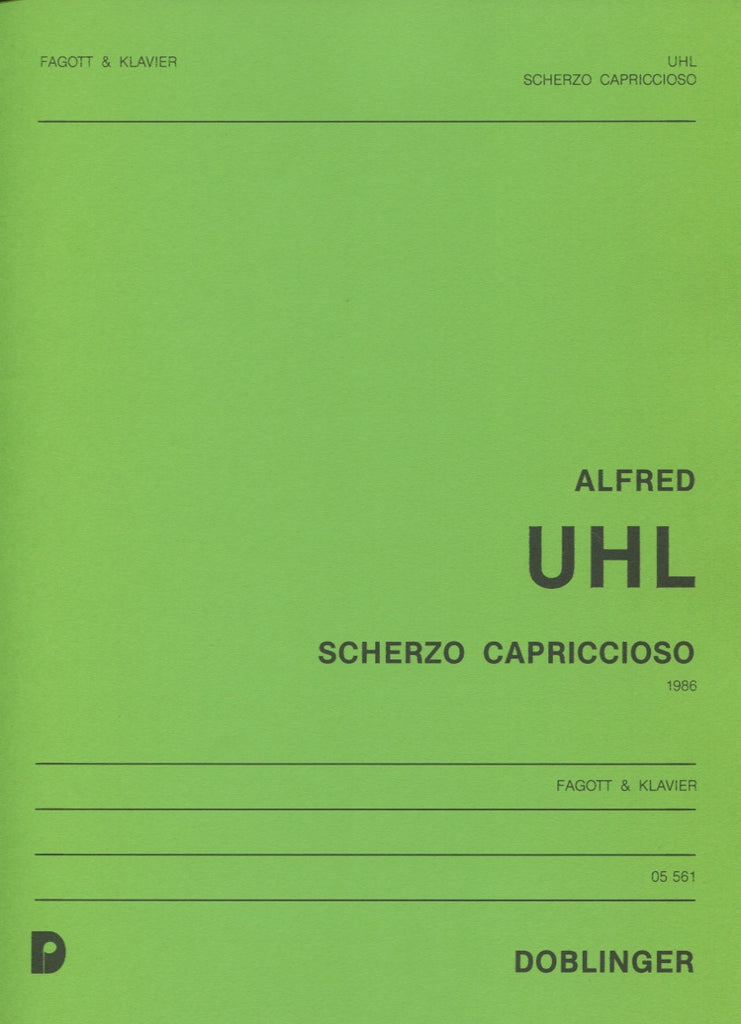 FAGOTT & KLAVIER
UHL
SCHERZO CAPRICCIOSO
ALFRED
UHL
SCHERZO CAPRICCIOSO
1986
FAGOTT & KLAVIER
05 561
DOBLINGER